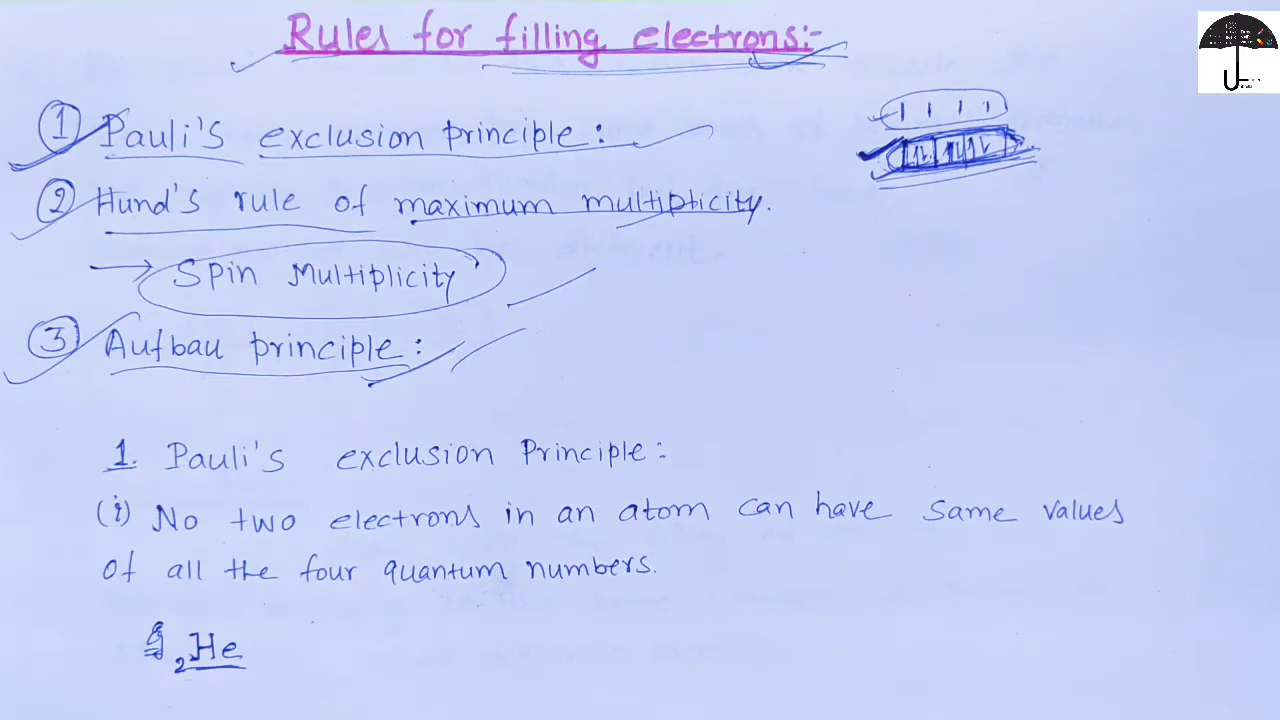 Rules for filling electrons:-
① Pauli's exclusion principle:
② Hund's rule of maximum multipticity.
→ Spin Multiplicity
③ Aufbau principle:
1. Pauli's exclusion Principle:
(i) No two electrons in an atom can have same values
of all the four quantum numbers.
₂He